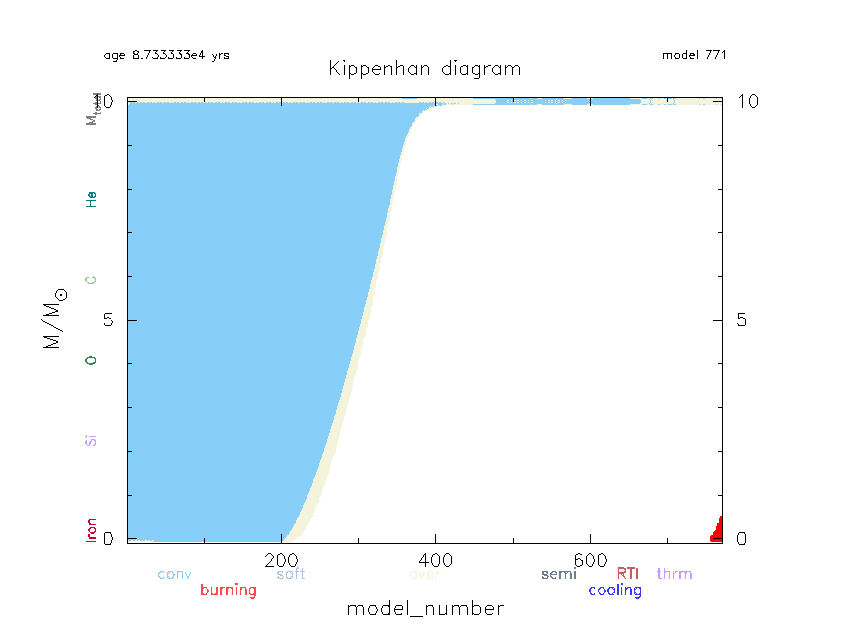 age 8.733333e4 yrs
model 771
Kippenhan diagram
M_total
10
10
He
C
M/M☉
5
5
O
Si
Iron
0
0
200
400
600
conv
soft
over
semi
RTI
thrm
burning
cooling
model_number